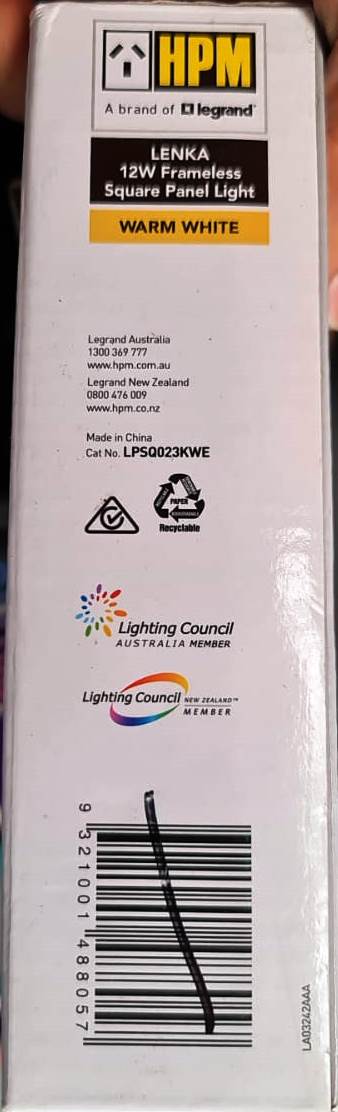 HPM
A brand of legrand
LENKA
12W Frameless
Square Panel Light
WARM WHITE
Legrand Australia
1300 369 777
www.hpm.com.au
Legrand New Zealand
0800 476 009
www.hpm.co.nz
Made in China
Cat No. LPSQ023KWE
PAPER
Recyclable
Lighting Council
AUSTRALIA MEMBER
Lighting Council NEW ZEALAND™
MEMBER
9 321001 488057
LA03242AAA